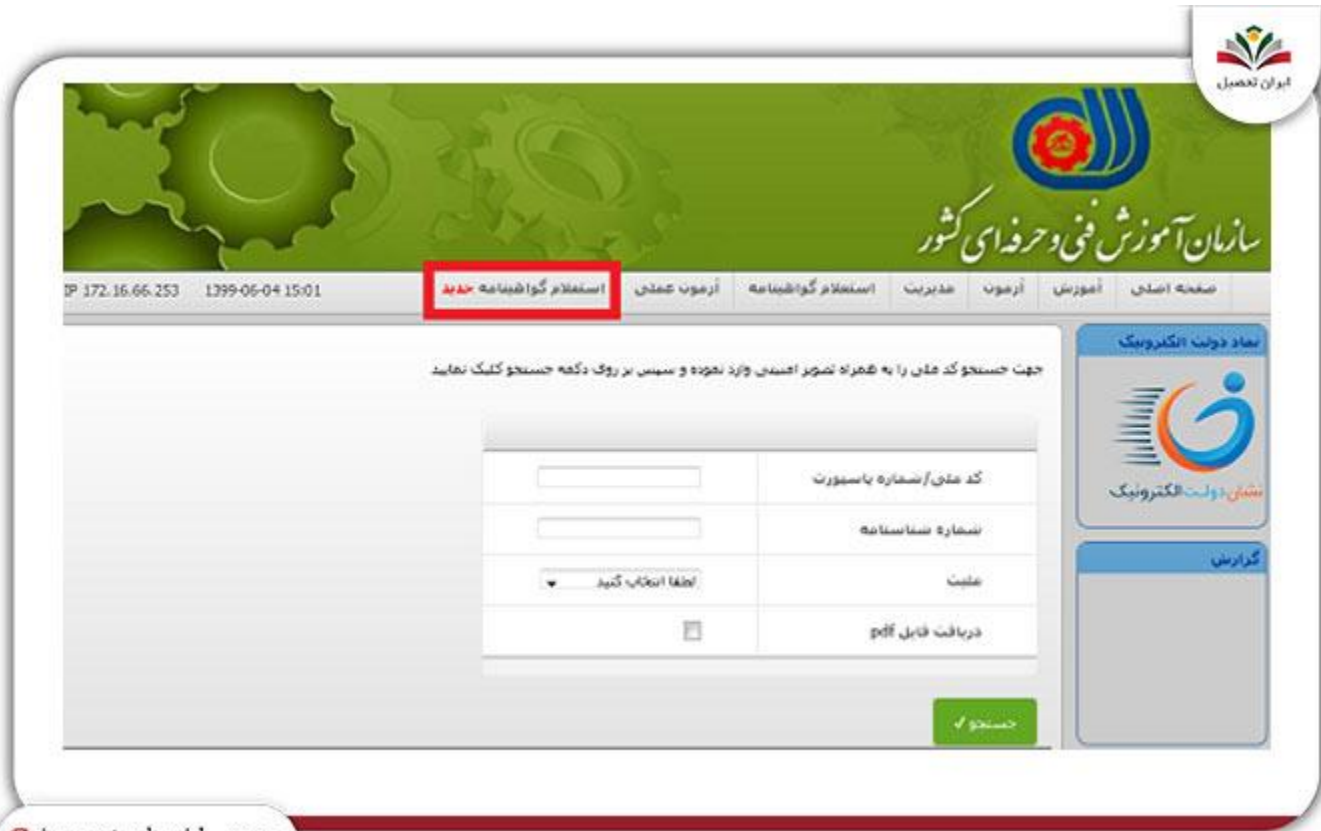 ایران تحصیل
سازمان آموزش فنی و حرفه‌ای کشور
صفحه اصلی آموزش آزمون مدیریت استعلام گواهینامه آزمون عملی استعلام گواهینامه جدید 1399-06-04 15:01 IP 172.16.66.253
نماد دولت الکترونیک
نشان دولت الکترونیک
گزارش
جهت جستجو کد ملی را به همراه تصویر امنیتی وارد نموده و سپس بر روی دکمه جستجو کلیک نمایید
کد ملی/شماره پاسپورت
شماره شناسنامه
ملیت لطفا انتخاب کنید
دریافت فایل pdf
جستجو